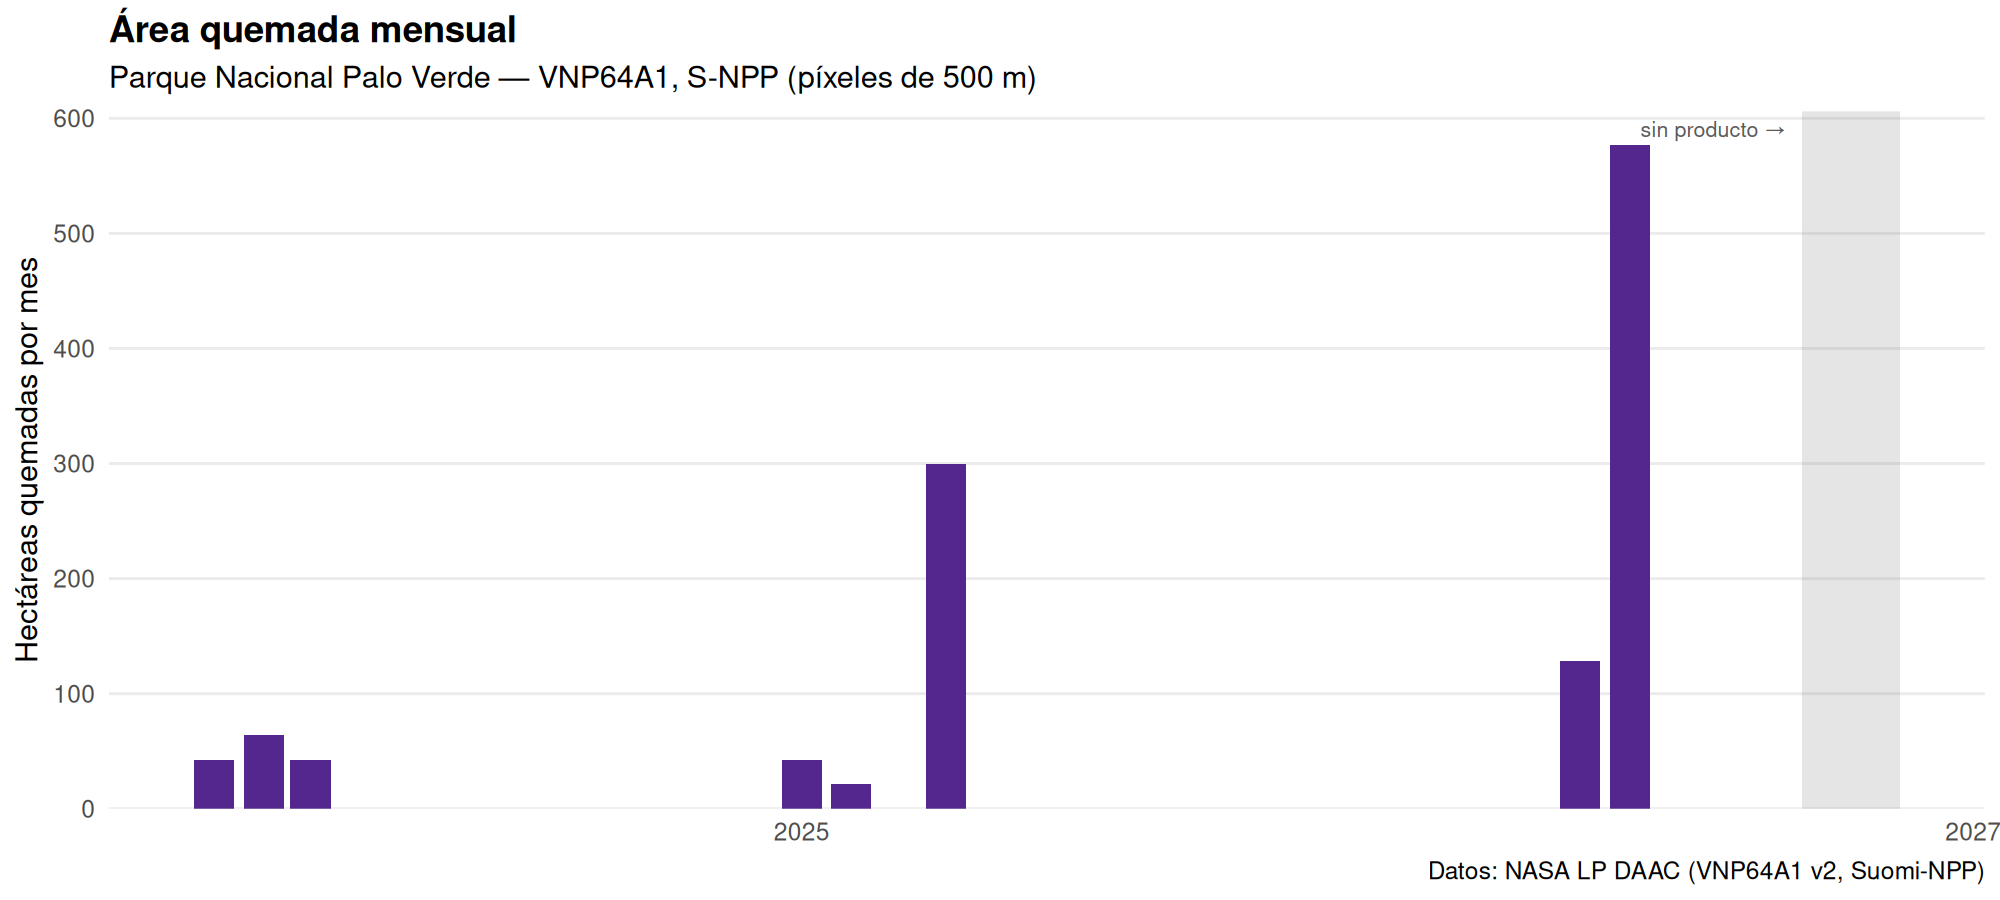 Área quemada mensual
Parque Nacional Palo Verde — VNP64A1, S-NPP (píxeles de 500 m)
Hectáreas quemadas por mes
600
500
400
300
200
100
0
sin producto →
2025
2027
Datos: NASA LP DAAC (VNP64A1 v2, Suomi-NPP)